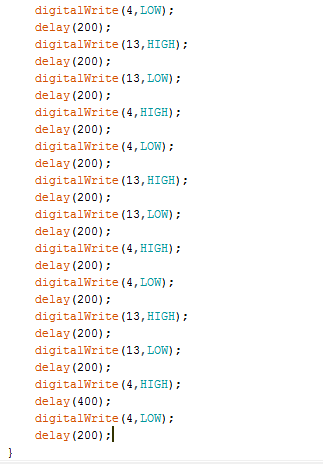 digitalWrite(4,LOW);
delay(200);
digitalWrite(13,HIGH);
delay(200);
digitalWrite(13,LOW);
delay(200);
digitalWrite(4,HIGH);
delay(200);
digitalWrite(4,LOW);
delay(200);
digitalWrite(13,HIGH);
delay(200);
digitalWrite(13,LOW);
delay(200);
digitalWrite(4,HIGH);
delay(200);
digitalWrite(4,LOW);
delay(200);
digitalWrite(13,HIGH);
delay(200);
digitalWrite(13,LOW);
delay(200);
digitalWrite(4,HIGH);
delay(400);
digitalWrite(4,LOW);
delay(200);
}